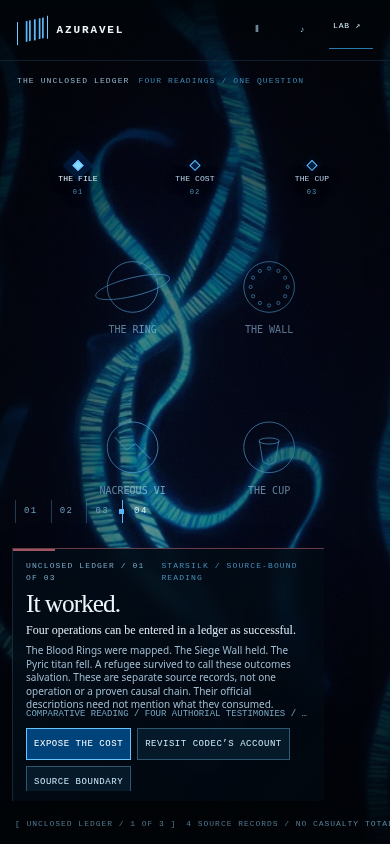 AZURAVEL
LAB ↗
THE UNCLOSED LEDGER FOUR READINGS / ONE QUESTION
THE FILE THE COST THE CUP
01 02 03
THE RING THE WALL
NACREOUS VI THE CUP
01 02 03 04
UNCLOSED LEDGER / 01 OF 03
STARSILK / SOURCE-BOUND READING
It worked.
Four operations can be entered in a ledger as successful.
The Blood Rings were mapped. The Siege Wall held. The
Pyric titan fell. A refugee survived to call these outcomes
salvation. These are separate source records, not one
operation or a proven causal chain. Their official
descriptions need not mention what they consumed.
COMPARATIVE READING / FOUR AUTHORIAL TESTIMONIES / …
EXPOSE THE COST REVISIT CODEC’S ACCOUNT
SOURCE BOUNDARY
[ UNCLOSED LEDGER / 1 OF 3 ] 4 SOURCE RECORDS / NO CASUALTY TOTAL